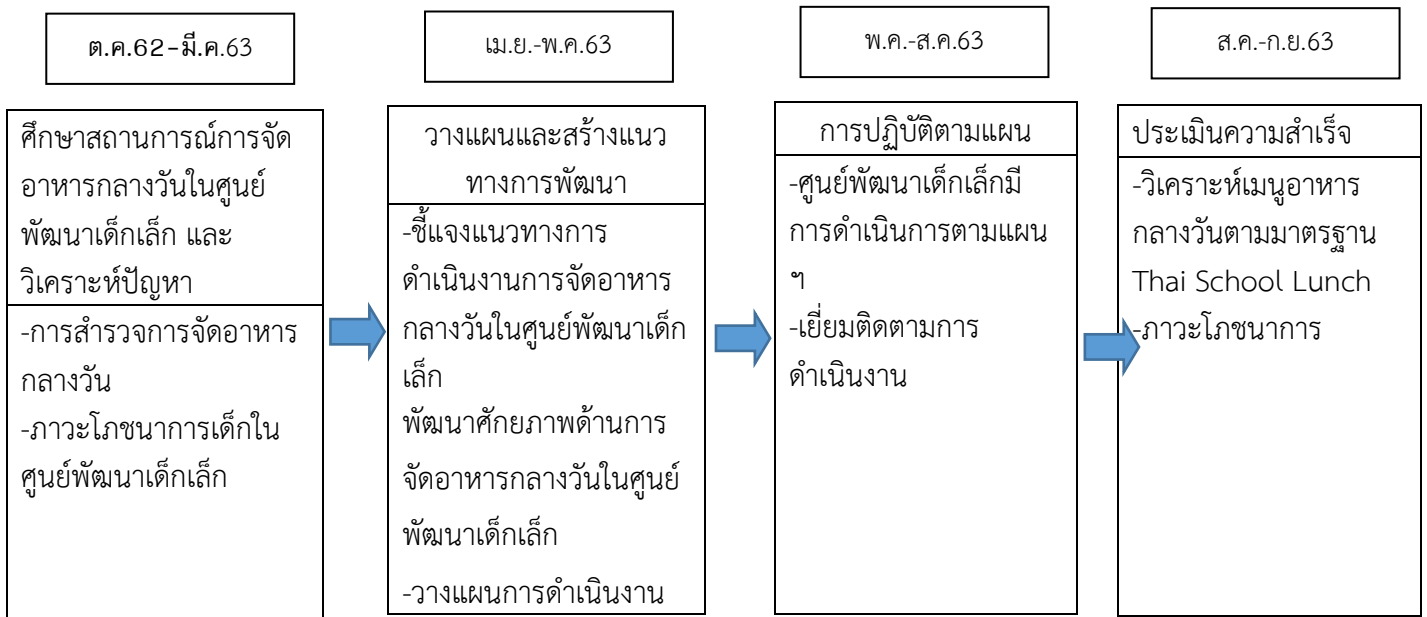 ต.ค.62-มี.ค.63
เม.ย.-พ.ค.63
พ.ค.-ส.ค.63
ส.ค.-ก.ย.63
ศึกษาสถานการณ์การจัด
อาหารกลางวันในศูนย์
พัฒนาเด็กเล็ก และ
วิเคราะห์ปัญหา
-การสำรวจการจัดอาหาร
กลางวัน
-ภาวะโภชนาการเด็กใน
ศูนย์พัฒนาเด็กเล็ก
วางแผนและสร้างแนว
ทางการพัฒนา
-ชี้แจงแนวทางการ
ดำเนินงานการจัดอาหาร
กลางวันในศูนย์พัฒนาเด็ก
เล็ก
พัฒนาศักยภาพด้านการ
จัดอาหารกลางวันในศูนย์
พัฒนาเด็กเล็ก
-วางแผนการดำเนินงาน
การปฏิบัติตามแผน
-ศูนย์พัฒนาเด็กเล็กมี
การดำเนินการตามแผน
ฯ
-เยี่ยมติดตามการ
ดำเนินงาน
ประเมินความสำเร็จ
-วิเคราะห์เมนูอาหาร
กลางวันตามมาตรฐาน
Thai School Lunch
-ภาวะโภชนาการ